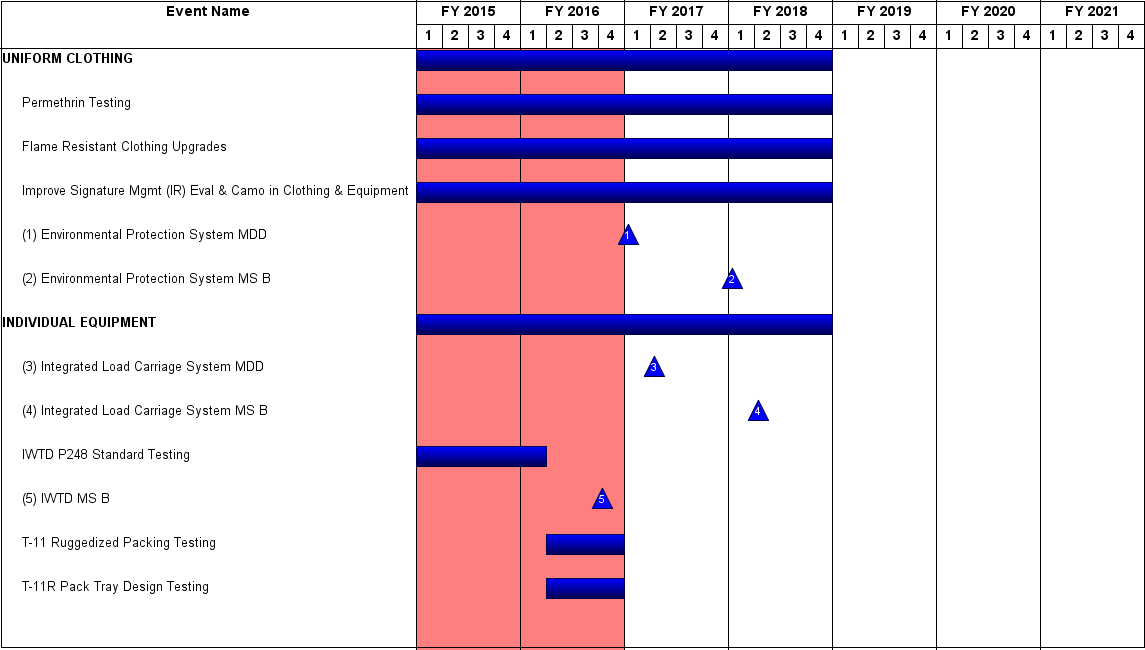 Event Name FY 2015 FY 2016 FY 2017 FY 2018 FY 2019 FY 2020 FY 2021
1 2 3 4 1 2 3 4 1 2 3 4 1 2 3 4 1 2 3 4 1 2 3 4 1 2 3 4
UNIFORM CLOTHING
Permethrin Testing
Flame Resistant Clothing Upgrades
Improve Signature Mgmt (IR) Eval & Camo in Clothing & Equipment
(1) Environmental Protection System MDD 1
(2) Environmental Protection System MS B 2
INDIVIDUAL EQUIPMENT
(3) Integrated Load Carriage System MDD 3
(4) Integrated Load Carriage System MS B 4
IWTD P248 Standard Testing
(5) IWTD MS B 5
T-11 Ruggedized Packing Testing
T-11R Pack Tray Design Testing